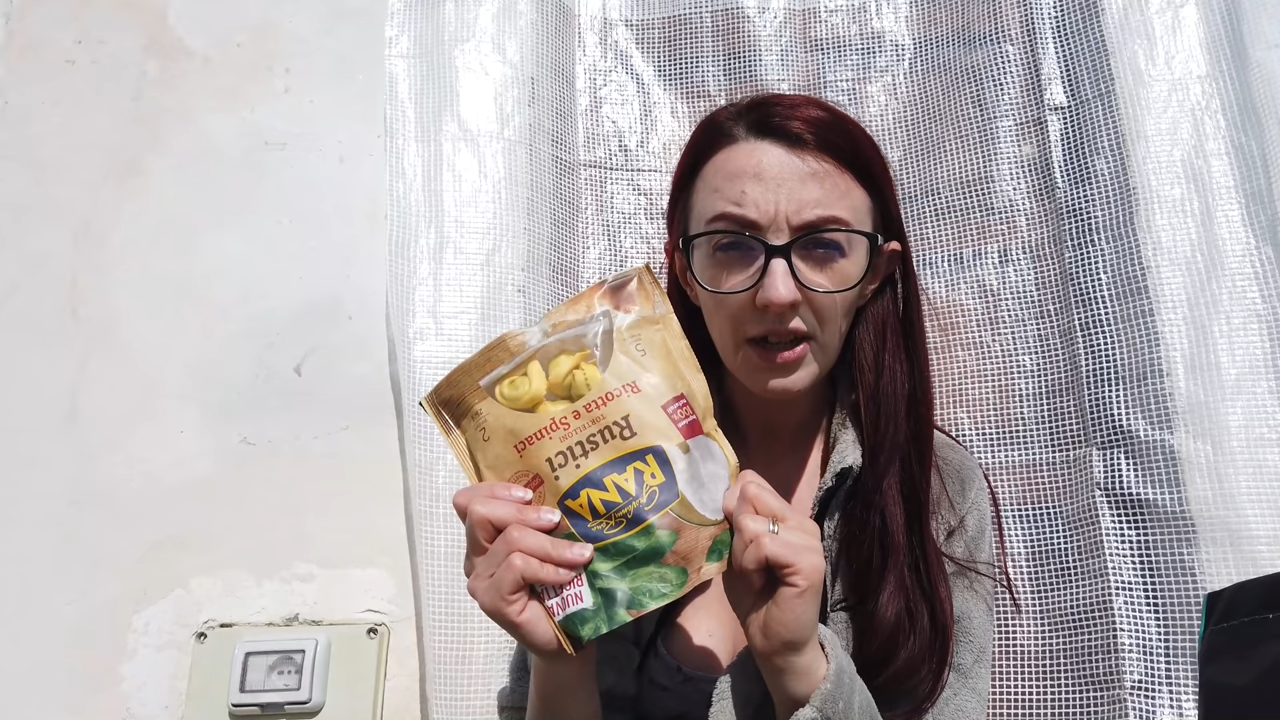 NUOVA
RICETTA
Giovanni Rana
RANA
Rustici
TORTELLONI
Ricotta e Spinaci
100%
2
5